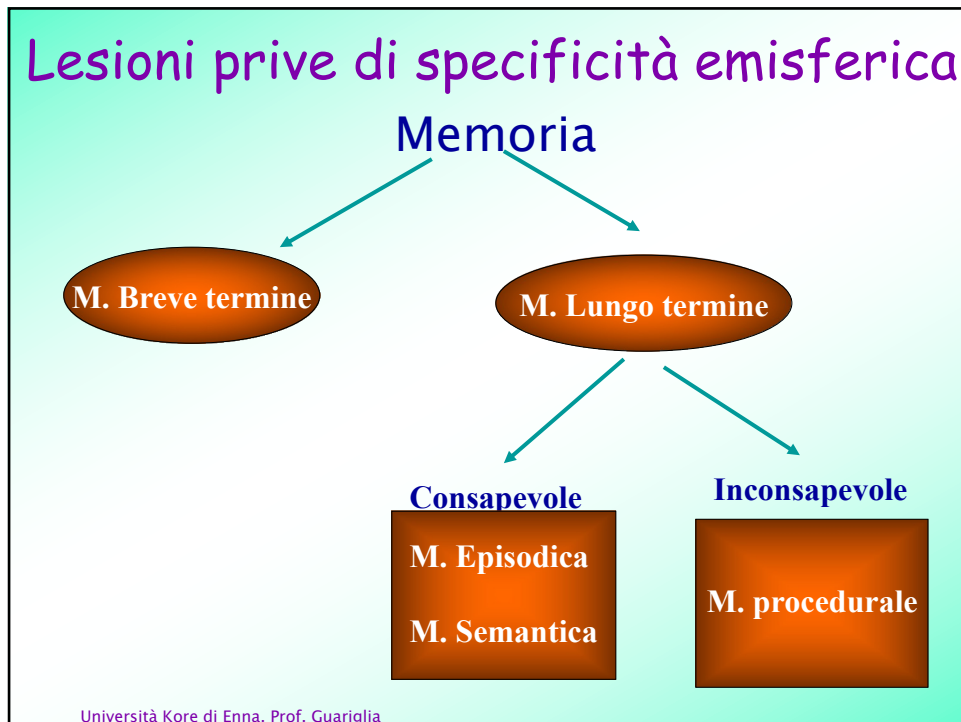 Lesioni prive di specificità emisferica
Memoria
M. Breve termine
M. Lungo termine
Consapevole
Inconsapevole
M. Episodica
M. Semantica
M. procedurale
Università Kore di Enna. Prof. Guariglia